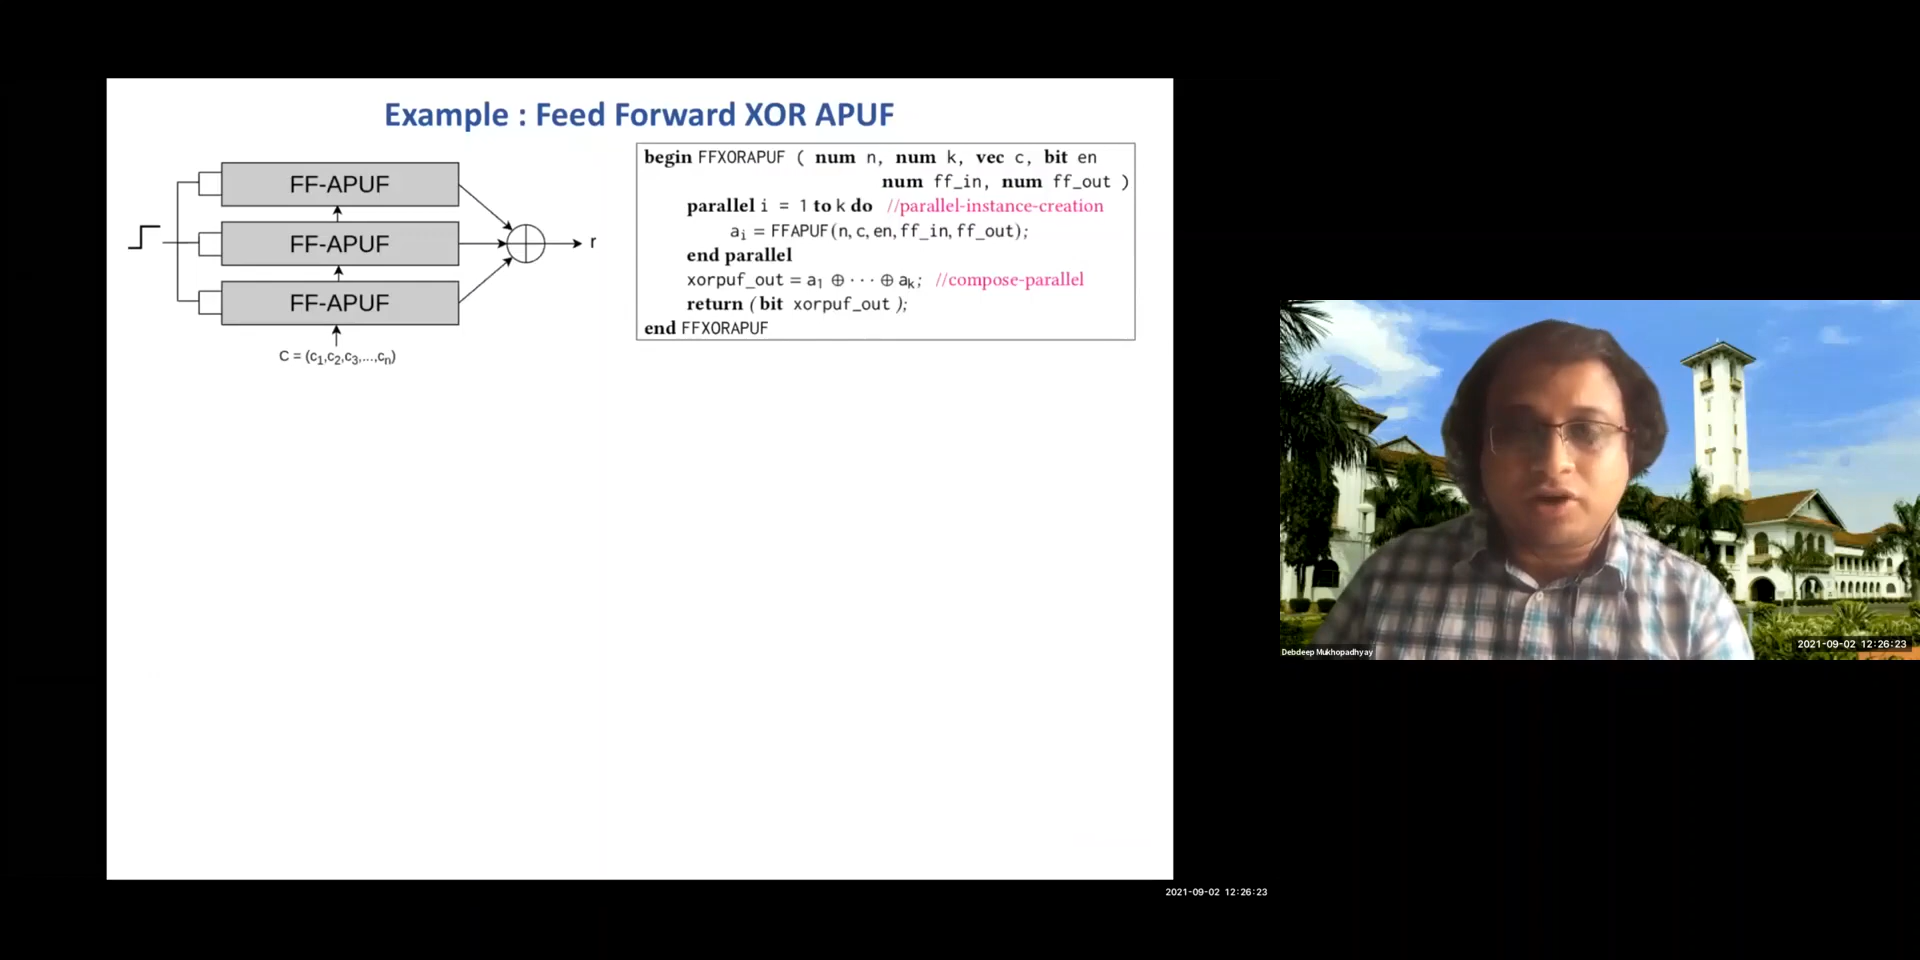 Example : Feed Forward XOR APUF
FF-APUF
FF-APUF
FF-APUF
r
C = (c1,c2,c3,...,cn)
begin FFXORAPUF ( num n, num k, vec c, bit en
num ff_in, num ff_out )
parallel i = 1 to k do //parallel-instance-creation
ai = FFAPUF(n, c, en, ff_in, ff_out);
end parallel
xorpuf_out = a1 ⊕ ··· ⊕ ak; //compose-parallel
return ( bit xorpuf_out );
end FFXORAPUF
Debdeep Mukhopadhyay
2021-09-02 12:26:23
2021-09-02 12:26:23